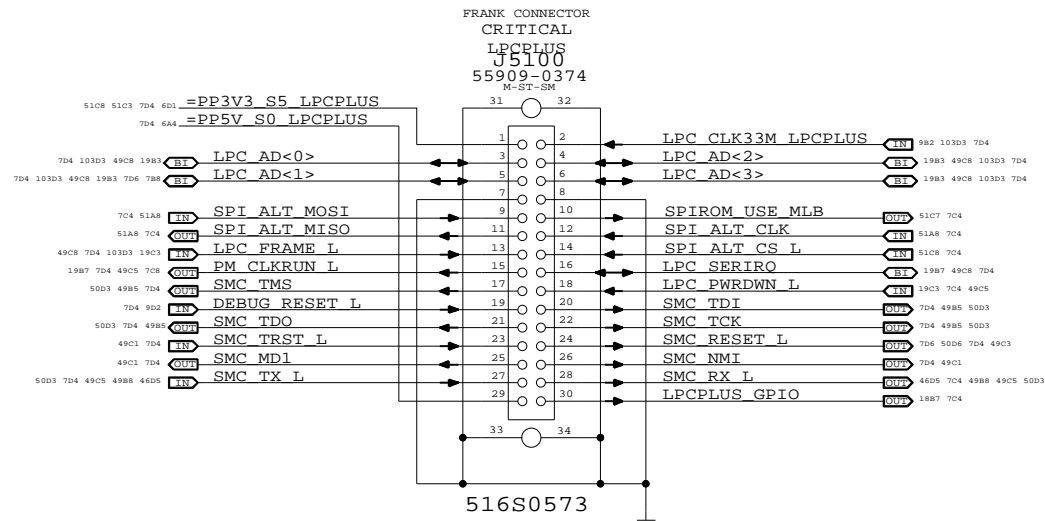 FRANK CONNECTOR
CRITICAL
LPCPLUS
J5100
55909-0374
M-ST-SM
51C8 51C3 7D4 6D1 =PP3V3_S5_LPCPLUS 31 32
7D4 6A4 =PP5V_S0_LPCPLUS
1 2 LPC_CLK33M_LPCPLUS IN 9B2 103D3 7D4
7D4 103D3 49C8 19B3 BI LPC_AD<0> 3 4 LPC_AD<2> BI 19B3 49C8 103D3 7D4
7D4 103D3 49C8 19B3 7D6 7B8 BI LPC_AD<1> 5 6 LPC_AD<3> BI 19B3 49C8 103D3 7D4
7 8
7C4 51A8 IN SPI_ALT_MOSI 9 10 SPIROM_USE_MLB OUT 51C7 7C4
51A8 7C4 OUT SPI_ALT_MISO 11 12 SPI_ALT_CLK IN 51A8 7C4
49C8 7D4 103D3 19C3 IN LPC_FRAME_L 13 14 SPI_ALT_CS_L IN 51C8 7C4
19B7 7D4 49C5 7C8 OUT PM_CLKRUN_L 15 16 LPC_SERIRQ BI 19B7 49C8 7D4
50D3 49B5 7D4 OUT SMC_TMS 17 18 LPC_PWRDWN_L IN 19C3 7C4 49C5
7D4 9D2 IN DEBUG_RESET_L 19 20 SMC_TDI OUT 7D4 49B5 50D3
50D3 7D4 49B5 OUT SMC_TDO 21 22 SMC_TCK OUT 7D4 49B5 50D3
49C1 7D4 IN SMC_TRST_L 23 24 SMC_RESET_L OUT 7D6 50D6 7D4 49C3
49C1 7D4 OUT SMC_MD1 25 26 SMC_NMI OUT 7D4 49C1
50D3 7D4 49C5 49B8 46D5 IN SMC_TX_L 27 28 SMC_RX_L OUT 46D5 7C4 49B8 49C5 50D3
29 30 LPCPLUS_GPIO OUT 18B7 7C4
33 34
516S0573